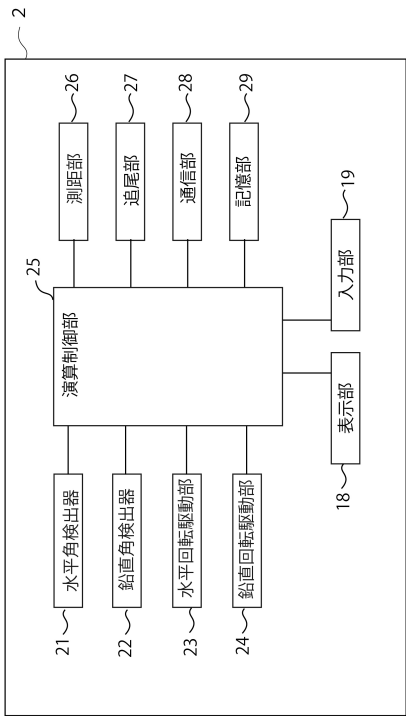 2
25
演算制御部
21
水平角検出器
22
鉛直角検出器
23
水平回転駆動部
24
鉛直回転駆動部
測距部
26
追尾部
27
通信部
28
記憶部
29
18
表示部
入力部
19